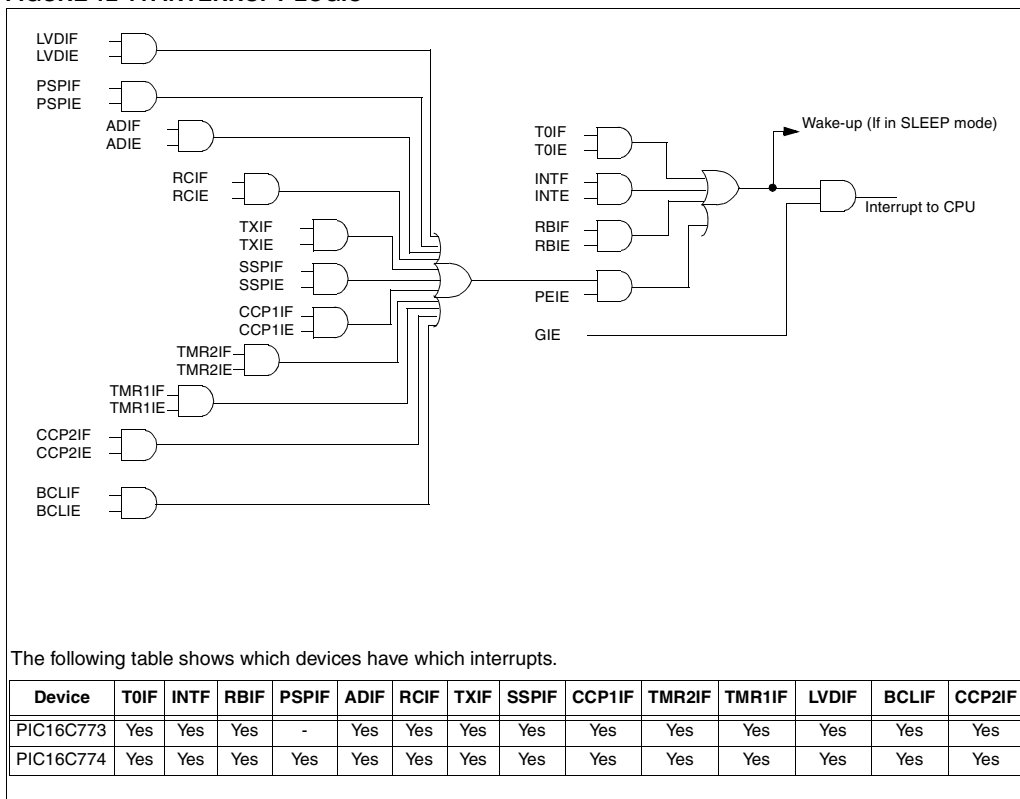 LVDIF
LVDIE
PSPIF
PSPIE
ADIF
ADIE
RCIF
RCIE
TXIF
TXIE
SSPIF
SSPIE
CCP1IF
CCP1IE
TMR2IF
TMR2IE
TMR1IF
TMR1IE
CCP2IF
CCP2IE
BCLIF
BCLIE
T0IF
T0IE
INTF
INTE
RBIF
RBIE
PEIE
GIE
Wake-up (If in SLEEP mode)
Interrupt to CPU
The following table shows which devices have which interrupts.
Device T0IF INTF RBIF PSPIF ADIF RCIF TXIF SSPIF CCP1IF TMR2IF TMR1IF LVDIF BCLIF CCP2IF
PIC16C773 Yes Yes Yes - Yes Yes Yes Yes Yes Yes Yes Yes Yes Yes
PIC16C774 Yes Yes Yes Yes Yes Yes Yes Yes Yes Yes Yes Yes Yes Yes